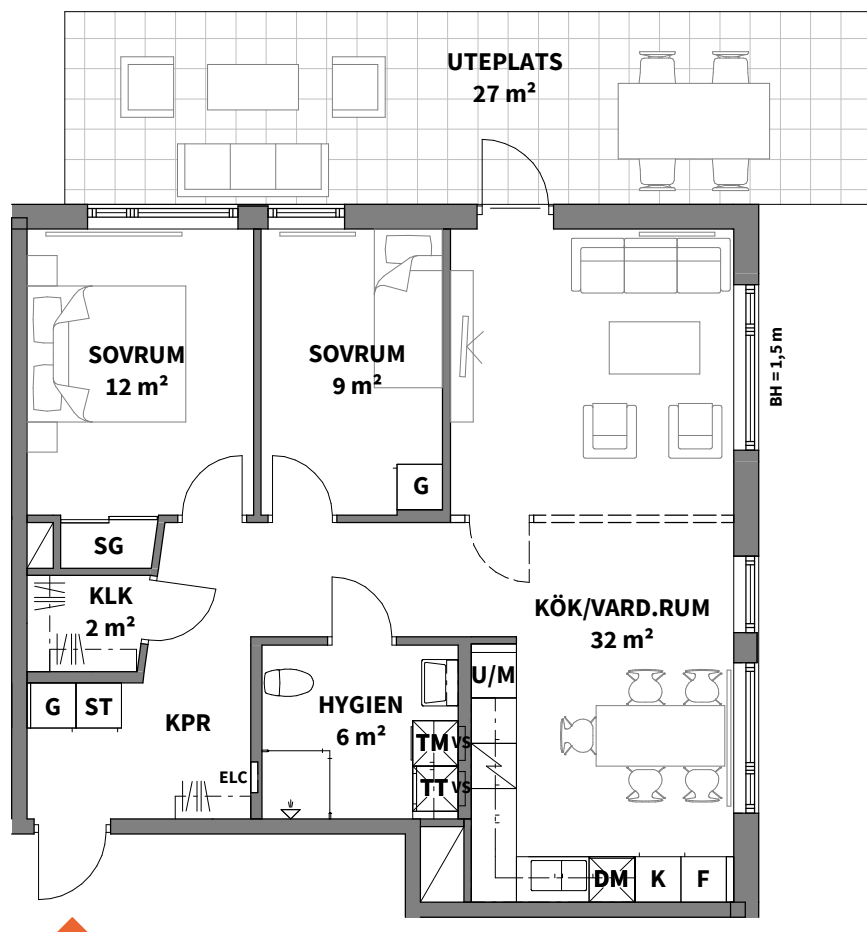 UTEPLATS
27 m²
SOVRUM
12 m²
SOVRUM
9 m²
BH = 1,5 m
G
SG
KLK
2 m²
KÖK/VARD.RUM
32 m²
G ST
KPR
HYGIEN
6 m²
U/M
TM VS
ELC
TT VS
DM K F